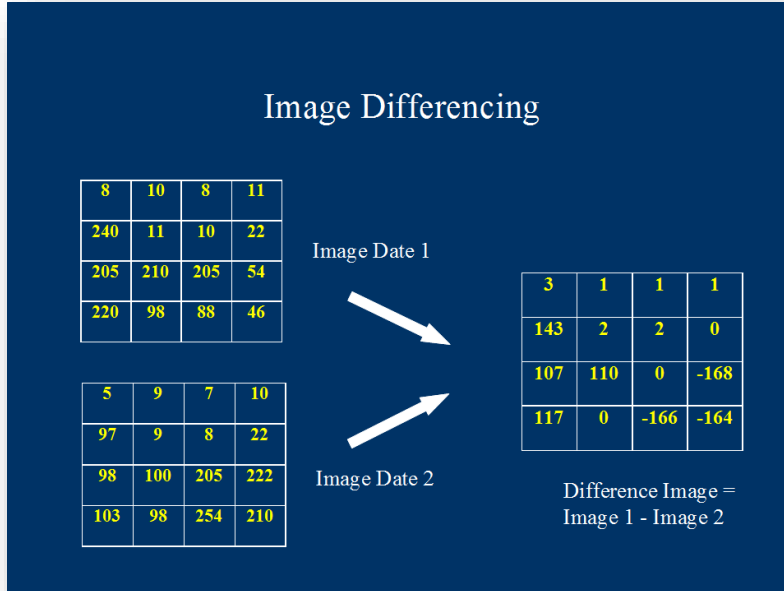 Image Differencing
8 10 8 11
240 11 10 22
205 210 205 54
220 98 88 46
Image Date 1
5 9 7 10
97 9 8 22
98 100 205 222
103 98 254 210
Image Date 2
3 1 1 1
143 2 2 0
107 110 0 -168
117 0 -166 -164
Difference Image =
Image 1 - Image 2